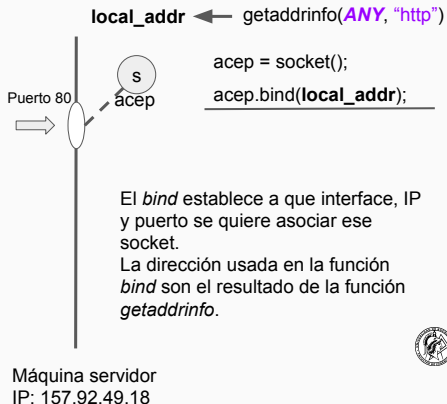 local_addr getaddrinfo(ANY, “http”)
s
acep
acep = socket();
acep.bind(local_addr);
Puerto 80
El bind establece a que interface, IP
y puerto se quiere asociar ese
socket.
La dirección usada en la función
bind son el resultado de la función
getaddrinfo.
Máquina servidor
IP: 157.92.49.18